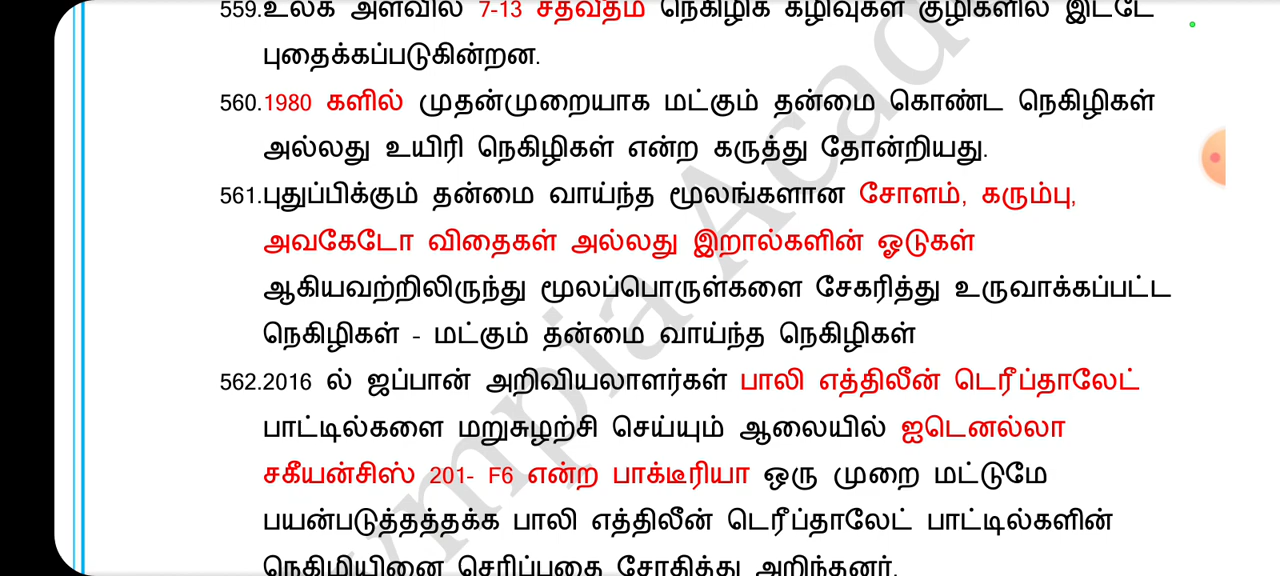 559.உலக அளவில் 7-13 சதவீதம் நெகிழிக் கழிவுகள் குழிகளில் இட்டே
புதைக்கப்படுகின்றன.
560.1980 களில் முதன்முறையாக மட்கும் தன்மை கொண்ட நெகிழிகள்
அல்லது உயிரி நெகிழிகள் என்ற கருத்து தோன்றியது.
561.புதுப்பிக்கும் தன்மை வாய்ந்த மூலங்களான சோளம், கரும்பு,
அவகேடோ விதைகள் அல்லது இறால்களின் ஓடுகள்
ஆகியவற்றிலிருந்து மூலப்பொருள்களை சேகரித்து உருவாக்கப்பட்ட
நெகிழிகள் - மட்கும் தன்மை வாய்ந்த நெகிழிகள்
562.2016 ல் ஜப்பான் அறிவியலாளர்கள் பாலி எத்திலீன் டெரீப்தாலேட்
பாட்டில்களை மறுசுழற்சி செய்யும் ஆலையில் ஐடெனல்லா
சகீயன்சிஸ் 201- F6 என்ற பாக்டீரியா ஒரு முறை மட்டுமே
பயன்படுத்தத்தக்க பாலி எத்திலீன் டெரீப்தாலேட் பாட்டில்களின்
நெகிழியினை செரிப்பதை சோதித்து அறிந்தனர்.